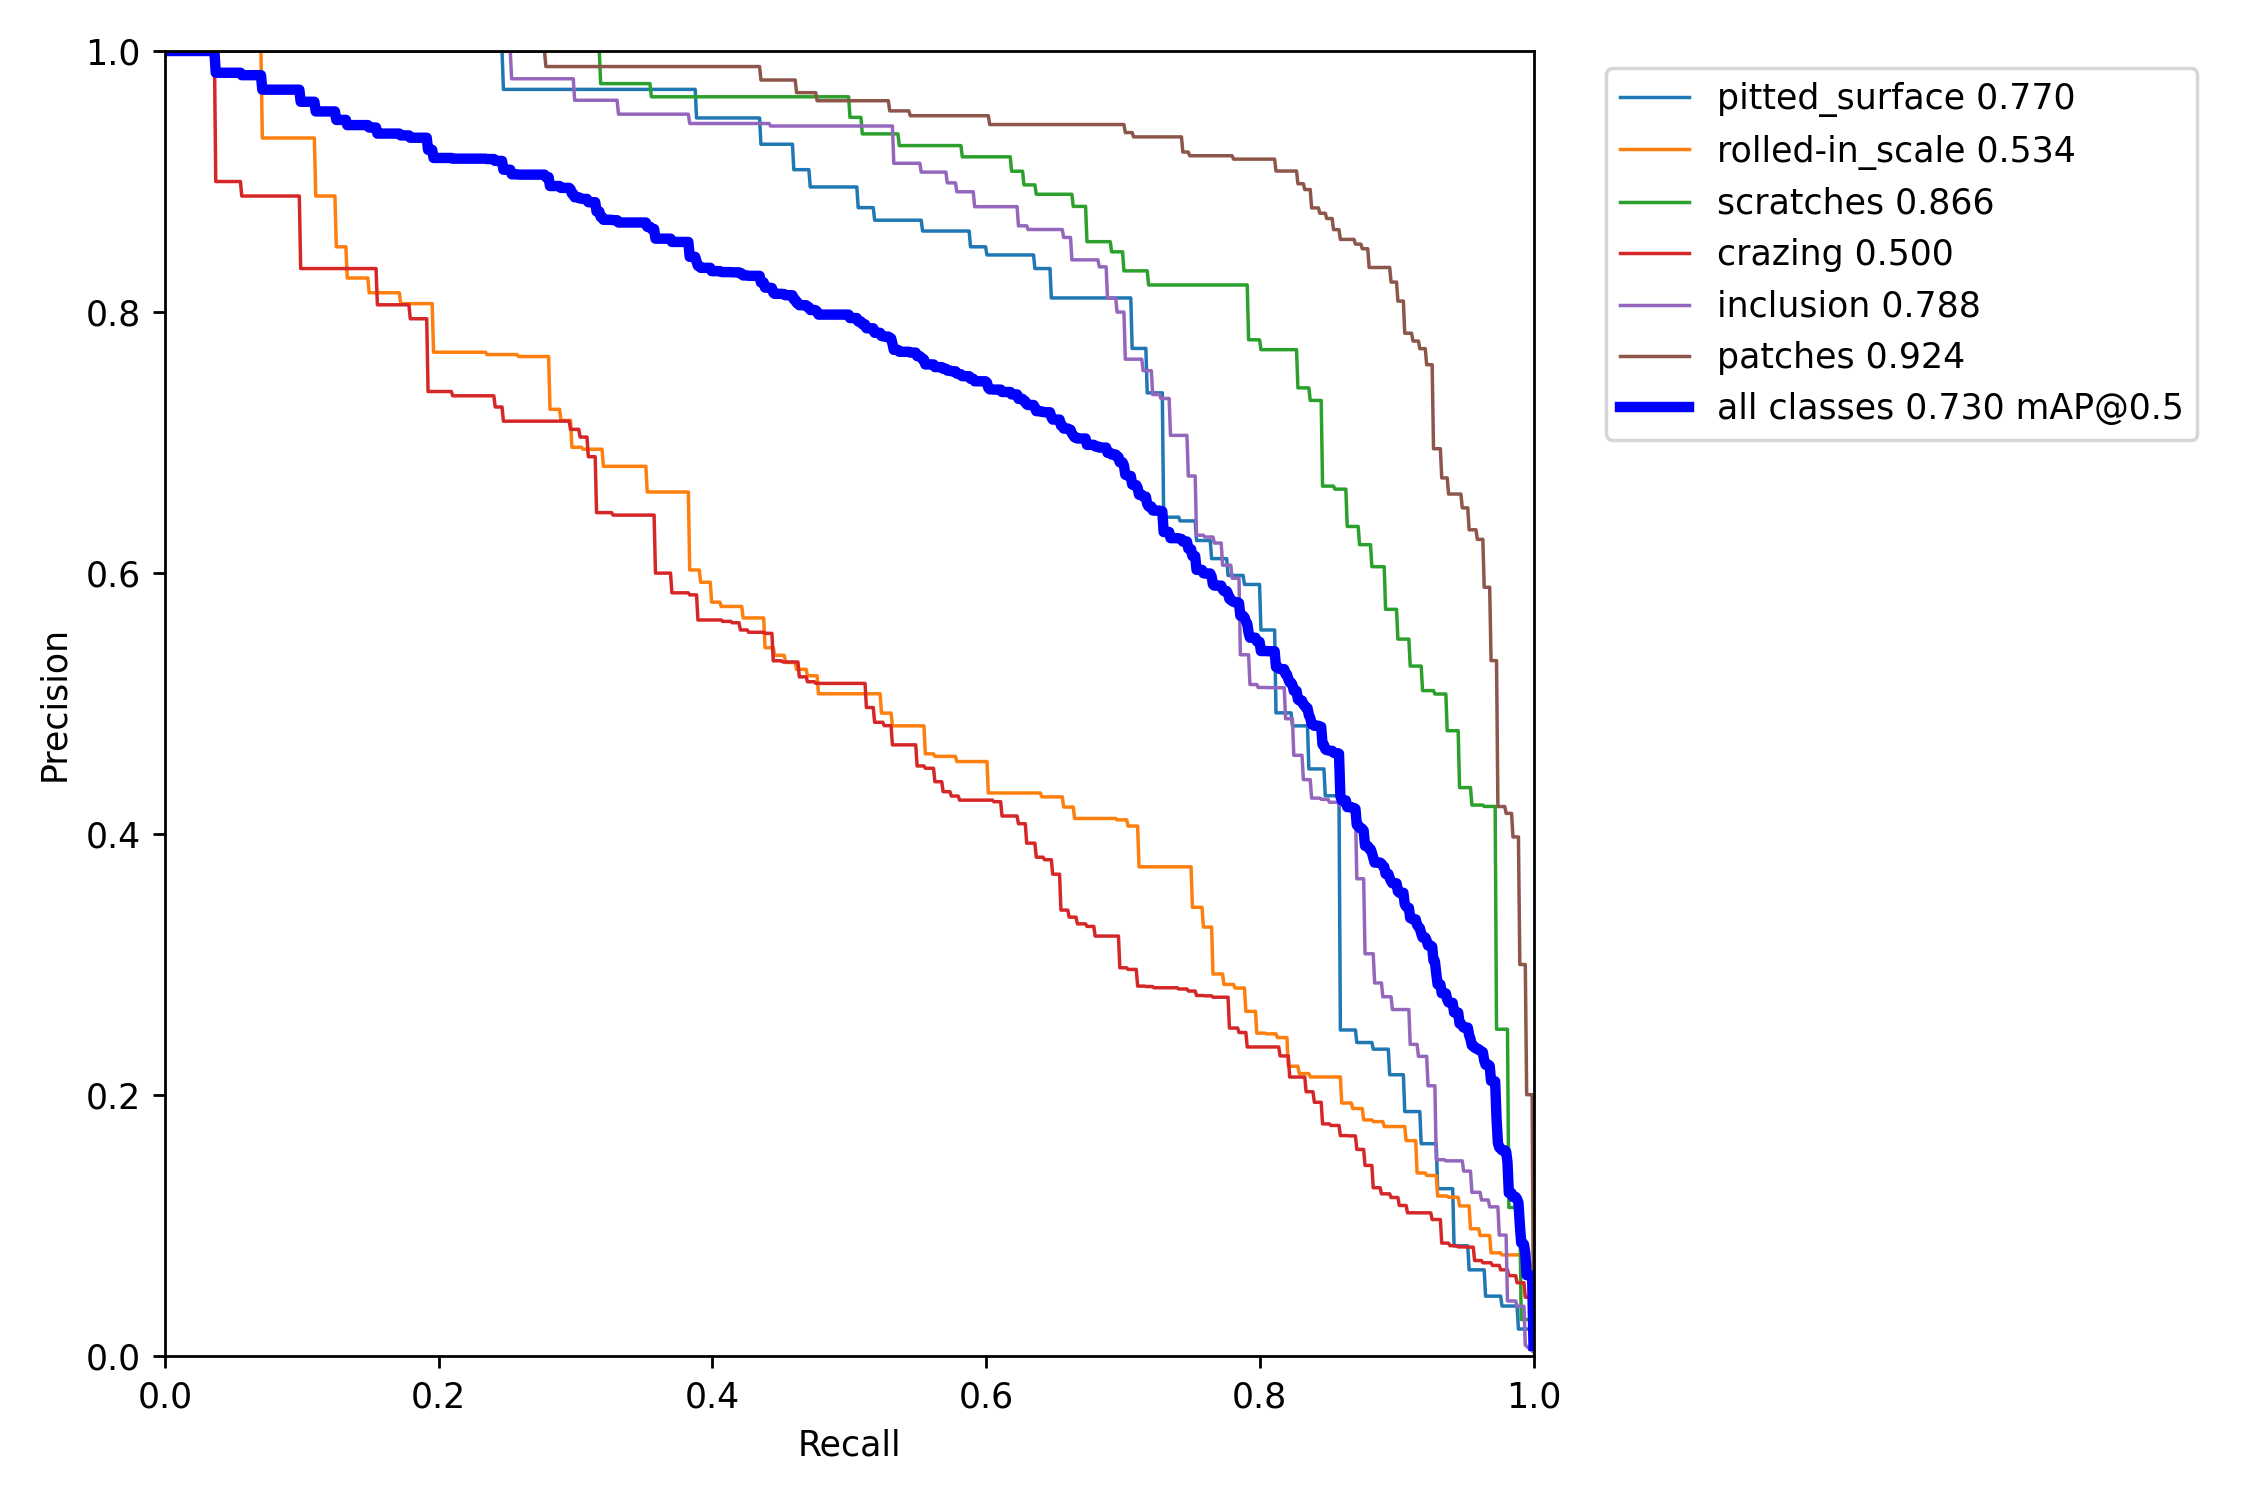 1.0
0.8
0.6
0.4
0.2
0.0
0.0 0.2 0.4 0.6 0.8 1.0
Precision
Recall
pitted_surface 0.770
rolled-in_scale 0.534
scratches 0.866
crazing 0.500
inclusion 0.788
patches 0.924
all classes 0.730 mAP@0.5